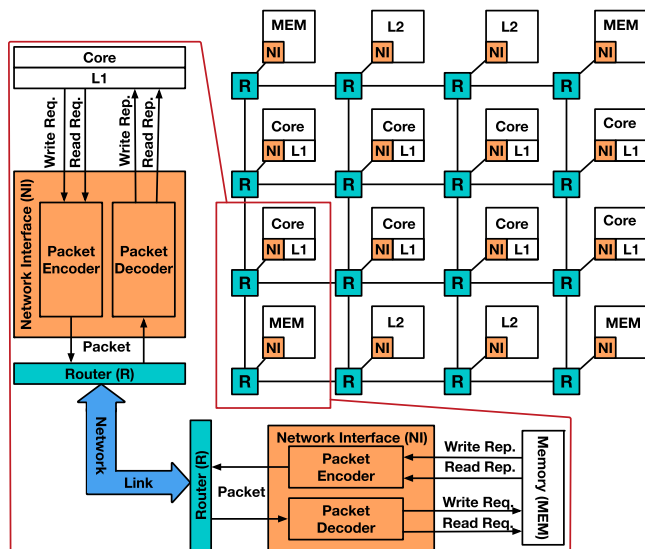 MEM
L2
L2
MEM
NI
NI
NI
NI
R
R
R
R
Core
Core
Core
Core
NI L1
NI L1
NI L1
NI L1
R
R
R
R
Core
Core
Core
Core
NI L1
NI L1
NI L1
NI L1
R
R
R
R
MEM
L2
L2
MEM
NI
NI
NI
NI
R
R
R
R
Core
L1
Write Req.
Read Req.
Write Rep.
Read Rep.
Network Interface (NI)
Packet
Encoder
Packet
Decoder
Packet
Router (R)
Network
Link
Router (R)
Packet
Network Interface (NI)
Packet
Encoder
Packet
Decoder
Write Rep.
Read Rep.
Write Req.
Read Req.
Memory (MEM)